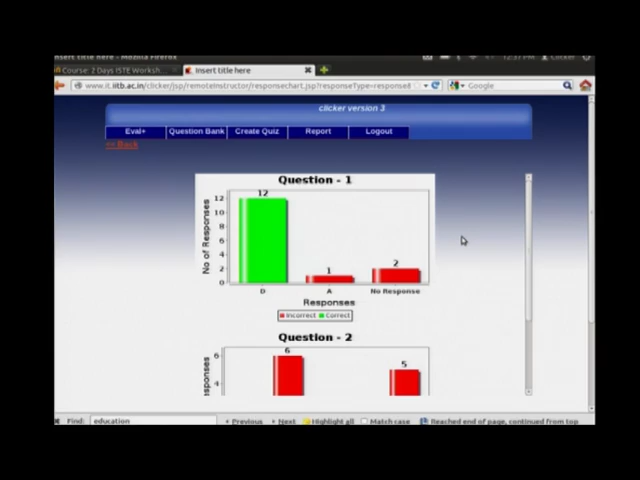 Insert title here - Mozilla Firefox
Course: 2 Days ISTE Worksh...
Insert title here
www.it.iitb.ac.in/clicker/jsp/remoteInstructor/responsechart.jsp?responseType=response&
Google
clicker version 3
Eval+
Question Bank
Create Quiz
Report
Logout
<< Back
Question - 1
12
12
10
8
6
4
2
0
1
2
No of Responses
D
A
No Response
Responses
Incorrect Correct
Question - 2
6
6
5
4
sponses
Find: education
Previous
Next
Highlight all
Match case
Reached end of page, continued from top